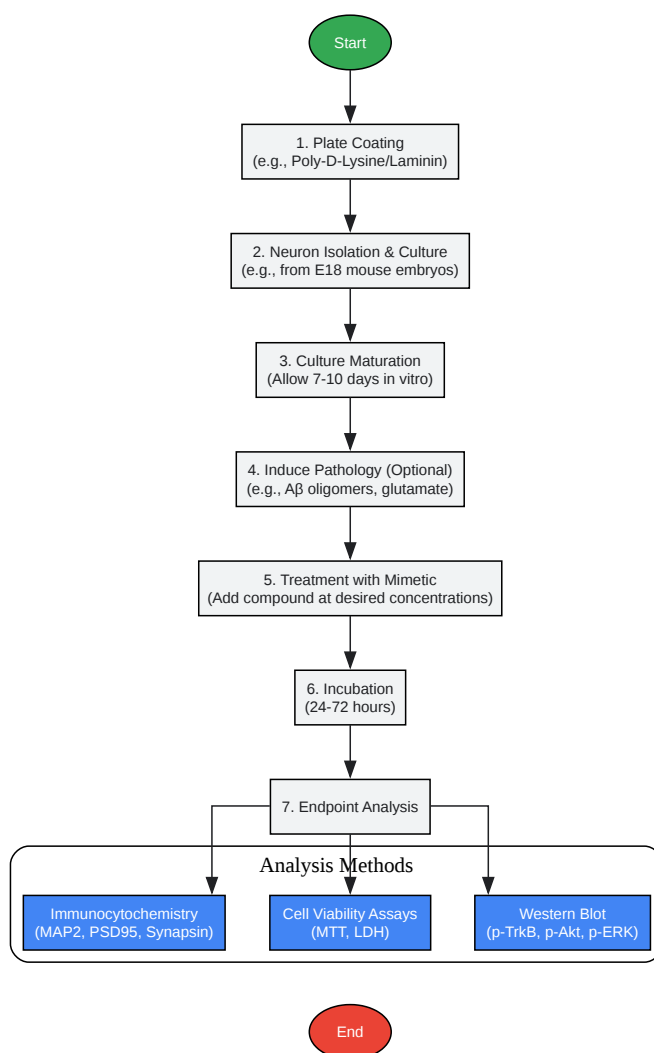 Start
1. Plate Coating
(e.g., Poly-D-Lysine/Laminin)
2. Neuron Isolation & Culture
(e.g., from E18 mouse embryos)
3. Culture Maturation
(Allow 7-10 days in vitro)
4. Induce Pathology (Optional)
(e.g., Aβ oligomers, glutamate)
5. Treatment with Mimetic
(Add compound at desired concentrations)
6. Incubation
(24-72 hours)
7. Endpoint Analysis
Analysis Methods
Immunocytochemistry
(MAP2, PSD95, Synapsin)
Cell Viability Assays
(MTT, LDH)
Western Blot
(p-TrkB, p-Akt, p-ERK)
End